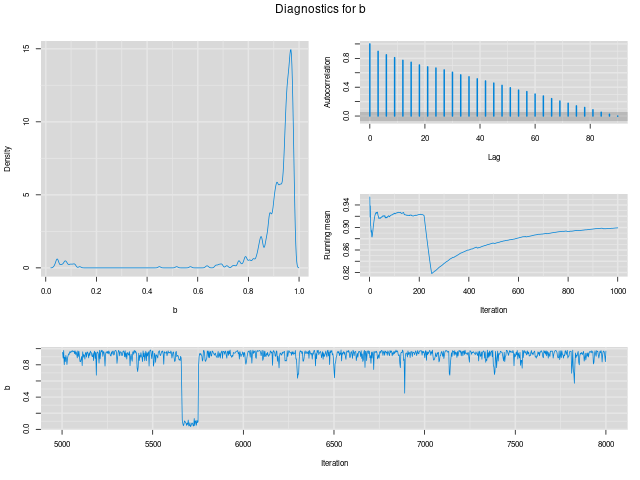 Diagnostics for b
Density
15
10
5
0
0.0 0.2 0.4 0.6 0.8 1.0
b
Autocorrelation
0.8
0.4
0.0
0 20 40 60 80
Lag
Running mean
0.94
0.90
0.86
0.82
0 200 400 600 800 1000
Iteration
b
0.8
0.4
0.0
5000 5500 6000 6500 7000 7500 8000
Iteration